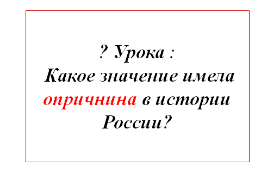 ? Урока :
Какое значение имела
опричнина в истории
России?